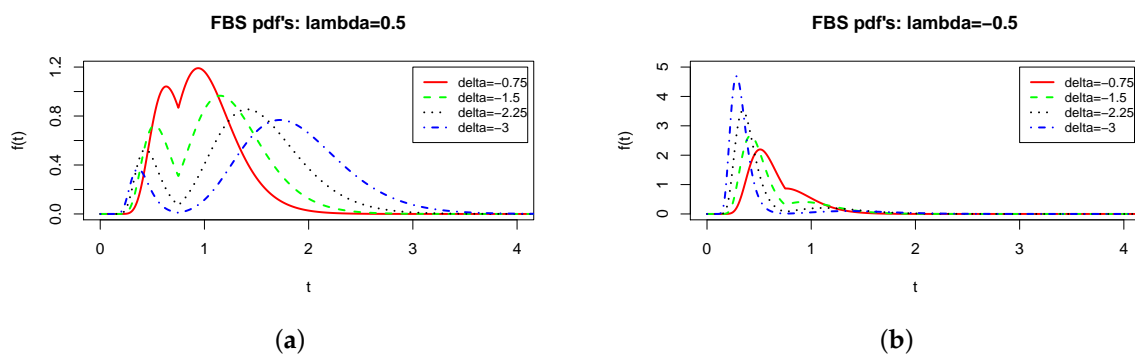 FBS pdf's: lambda=0.5
f(t)
0.0 0.4 0.8 1.2
delta=−0.75
delta=−1.5
delta=−2.25
delta=−3
0 1 2 3 4
t
(a)
FBS pdf's: lambda=−0.5
f(t)
0 1 2 3 4 5
delta=−0.75
delta=−1.5
delta=−2.25
delta=−3
0 1 2 3 4
t
(b)